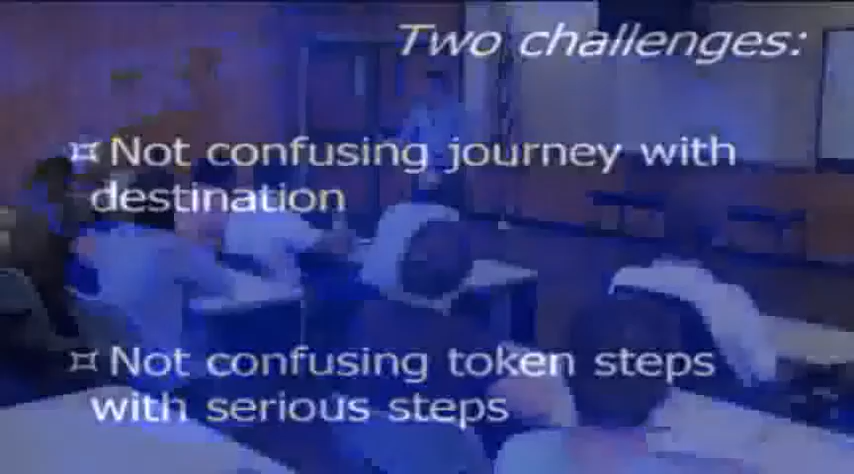 Two challenges:
¤ Not confusing journey with
destination
¤ Not confusing token steps
with serious steps